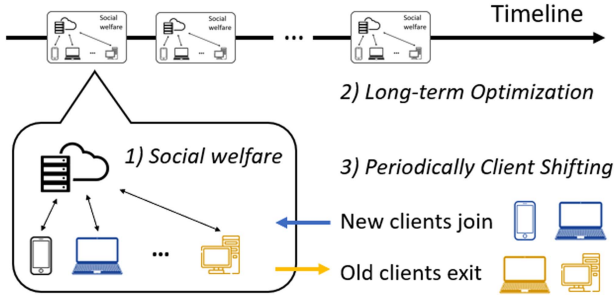 Social
welfare
Social
welfare
Social
welfare
Timeline
...
2) Long-term Optimization
1) Social welfare
3) Periodically Client Shifting
New clients join
...
Old clients exit